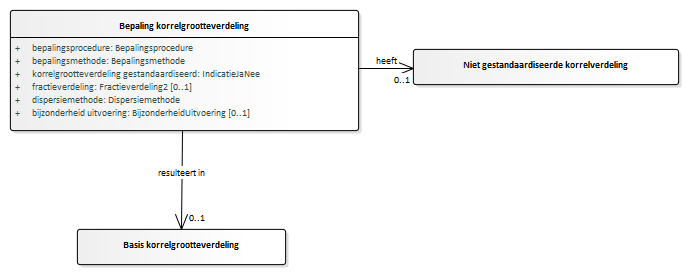 Bepaling korrelgrootteverdeling
+ bepalingsprocedure: Bepalingsprocedure
+ bepalingsmethode: Bepalingsmethode
+ korrelgrootteverdeling gestandaardiseerd: IndicatieJaNee
+ fractieverdeling: Fractieverdeling2 [0..1]
+ dispersiemethode: Dispersiemethode
+ bijzonderheid uitvoering: BijzonderheidUitvoering [0..1]
heeft
0..1
Niet gestandaardiseerde korrelverdeling
resulteert in
0..1
Basis korrelgrootteverdeling